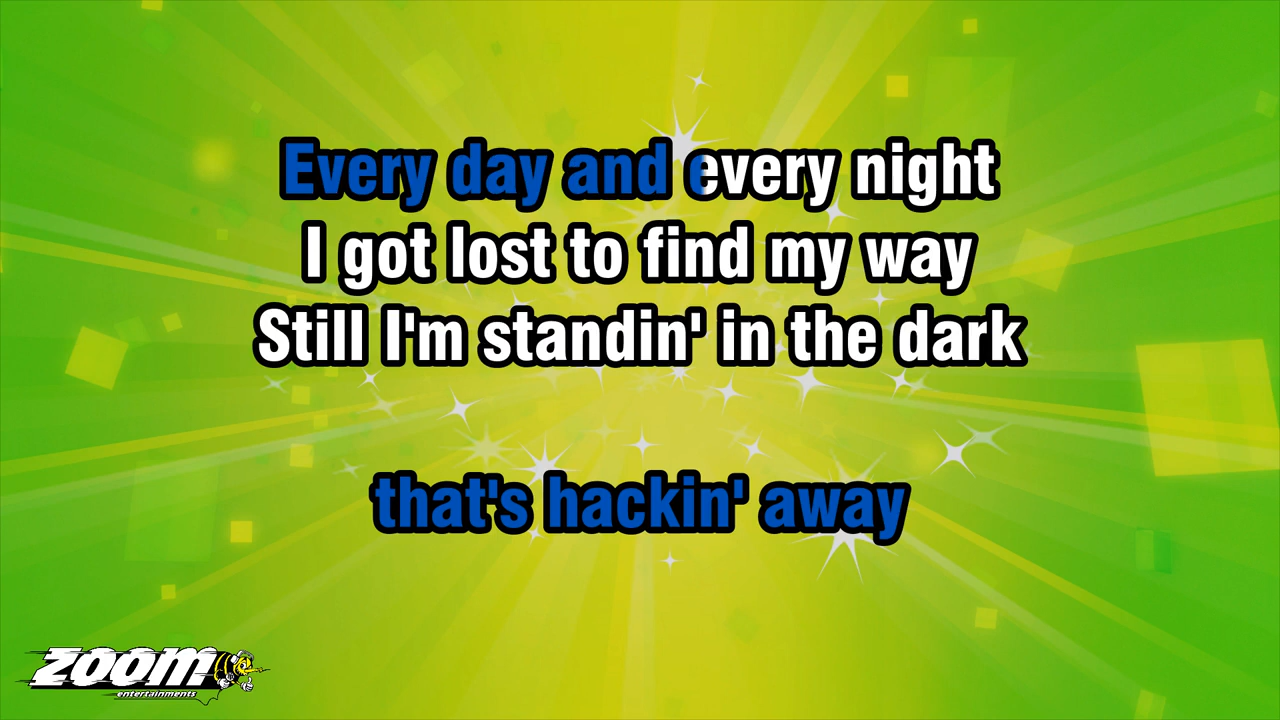 Every day and every night
I got lost to find my way
Still I'm standin' in the dark
that's hackin' away
ZOOM
entertainments